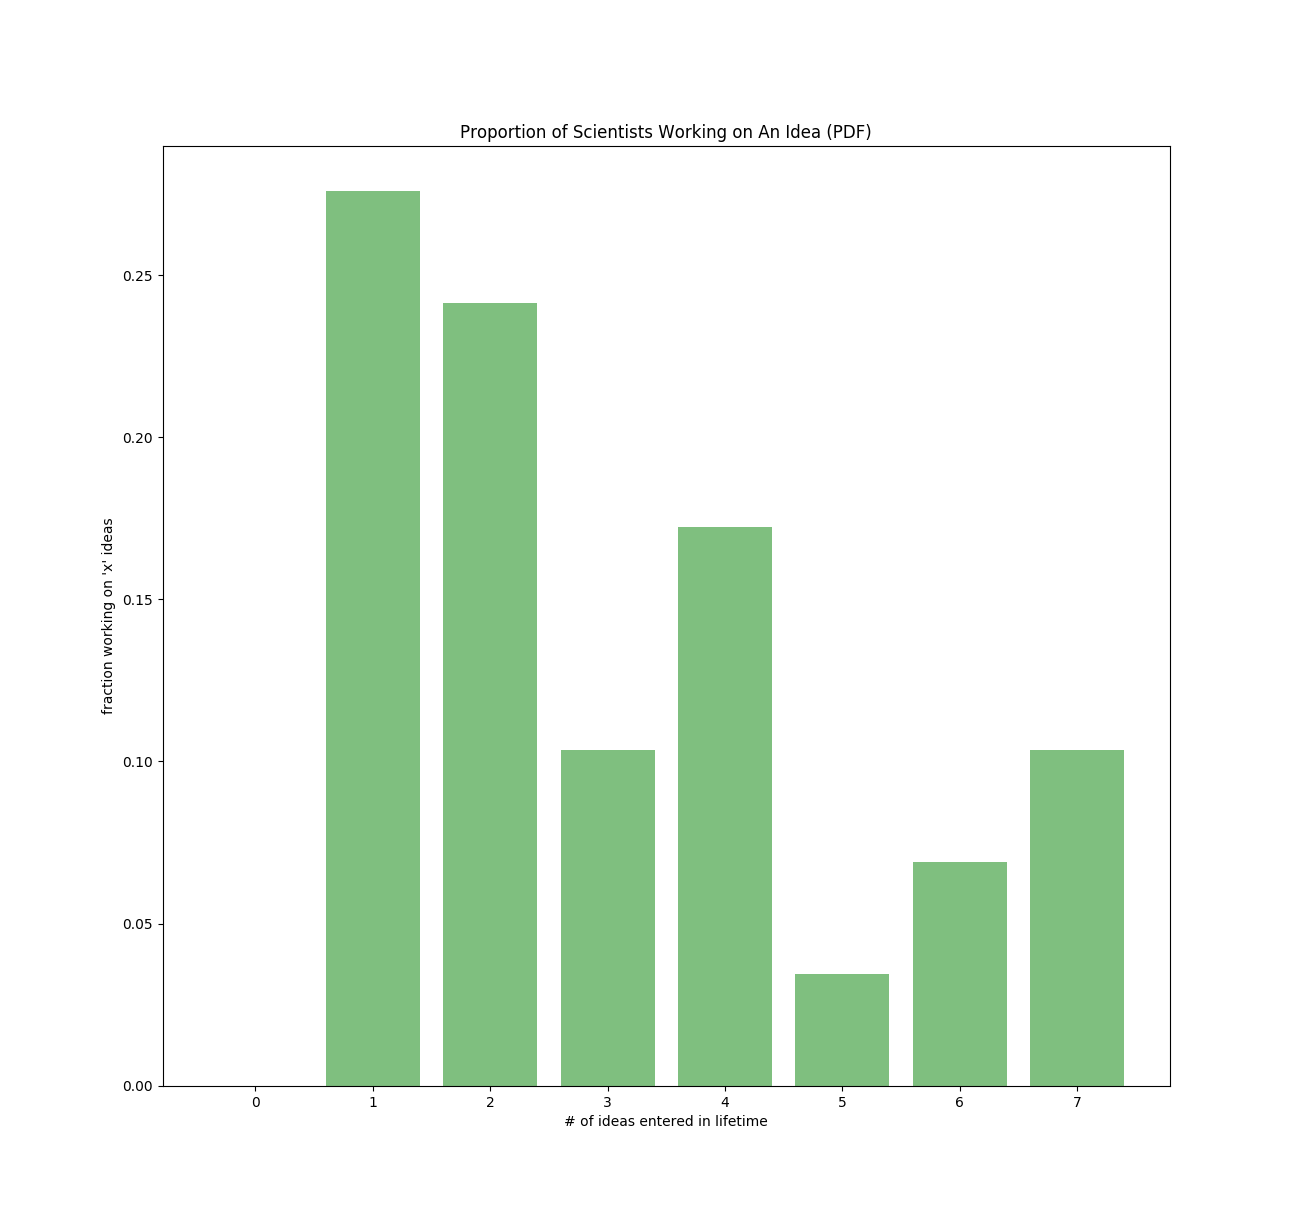 Proportion of Scientists Working on An Idea (PDF)
0.25
0.20
0.15
0.10
0.05
0.00
fraction working on 'x' ideas
0 1 2 3 4 5 6 7
# of ideas entered in lifetime